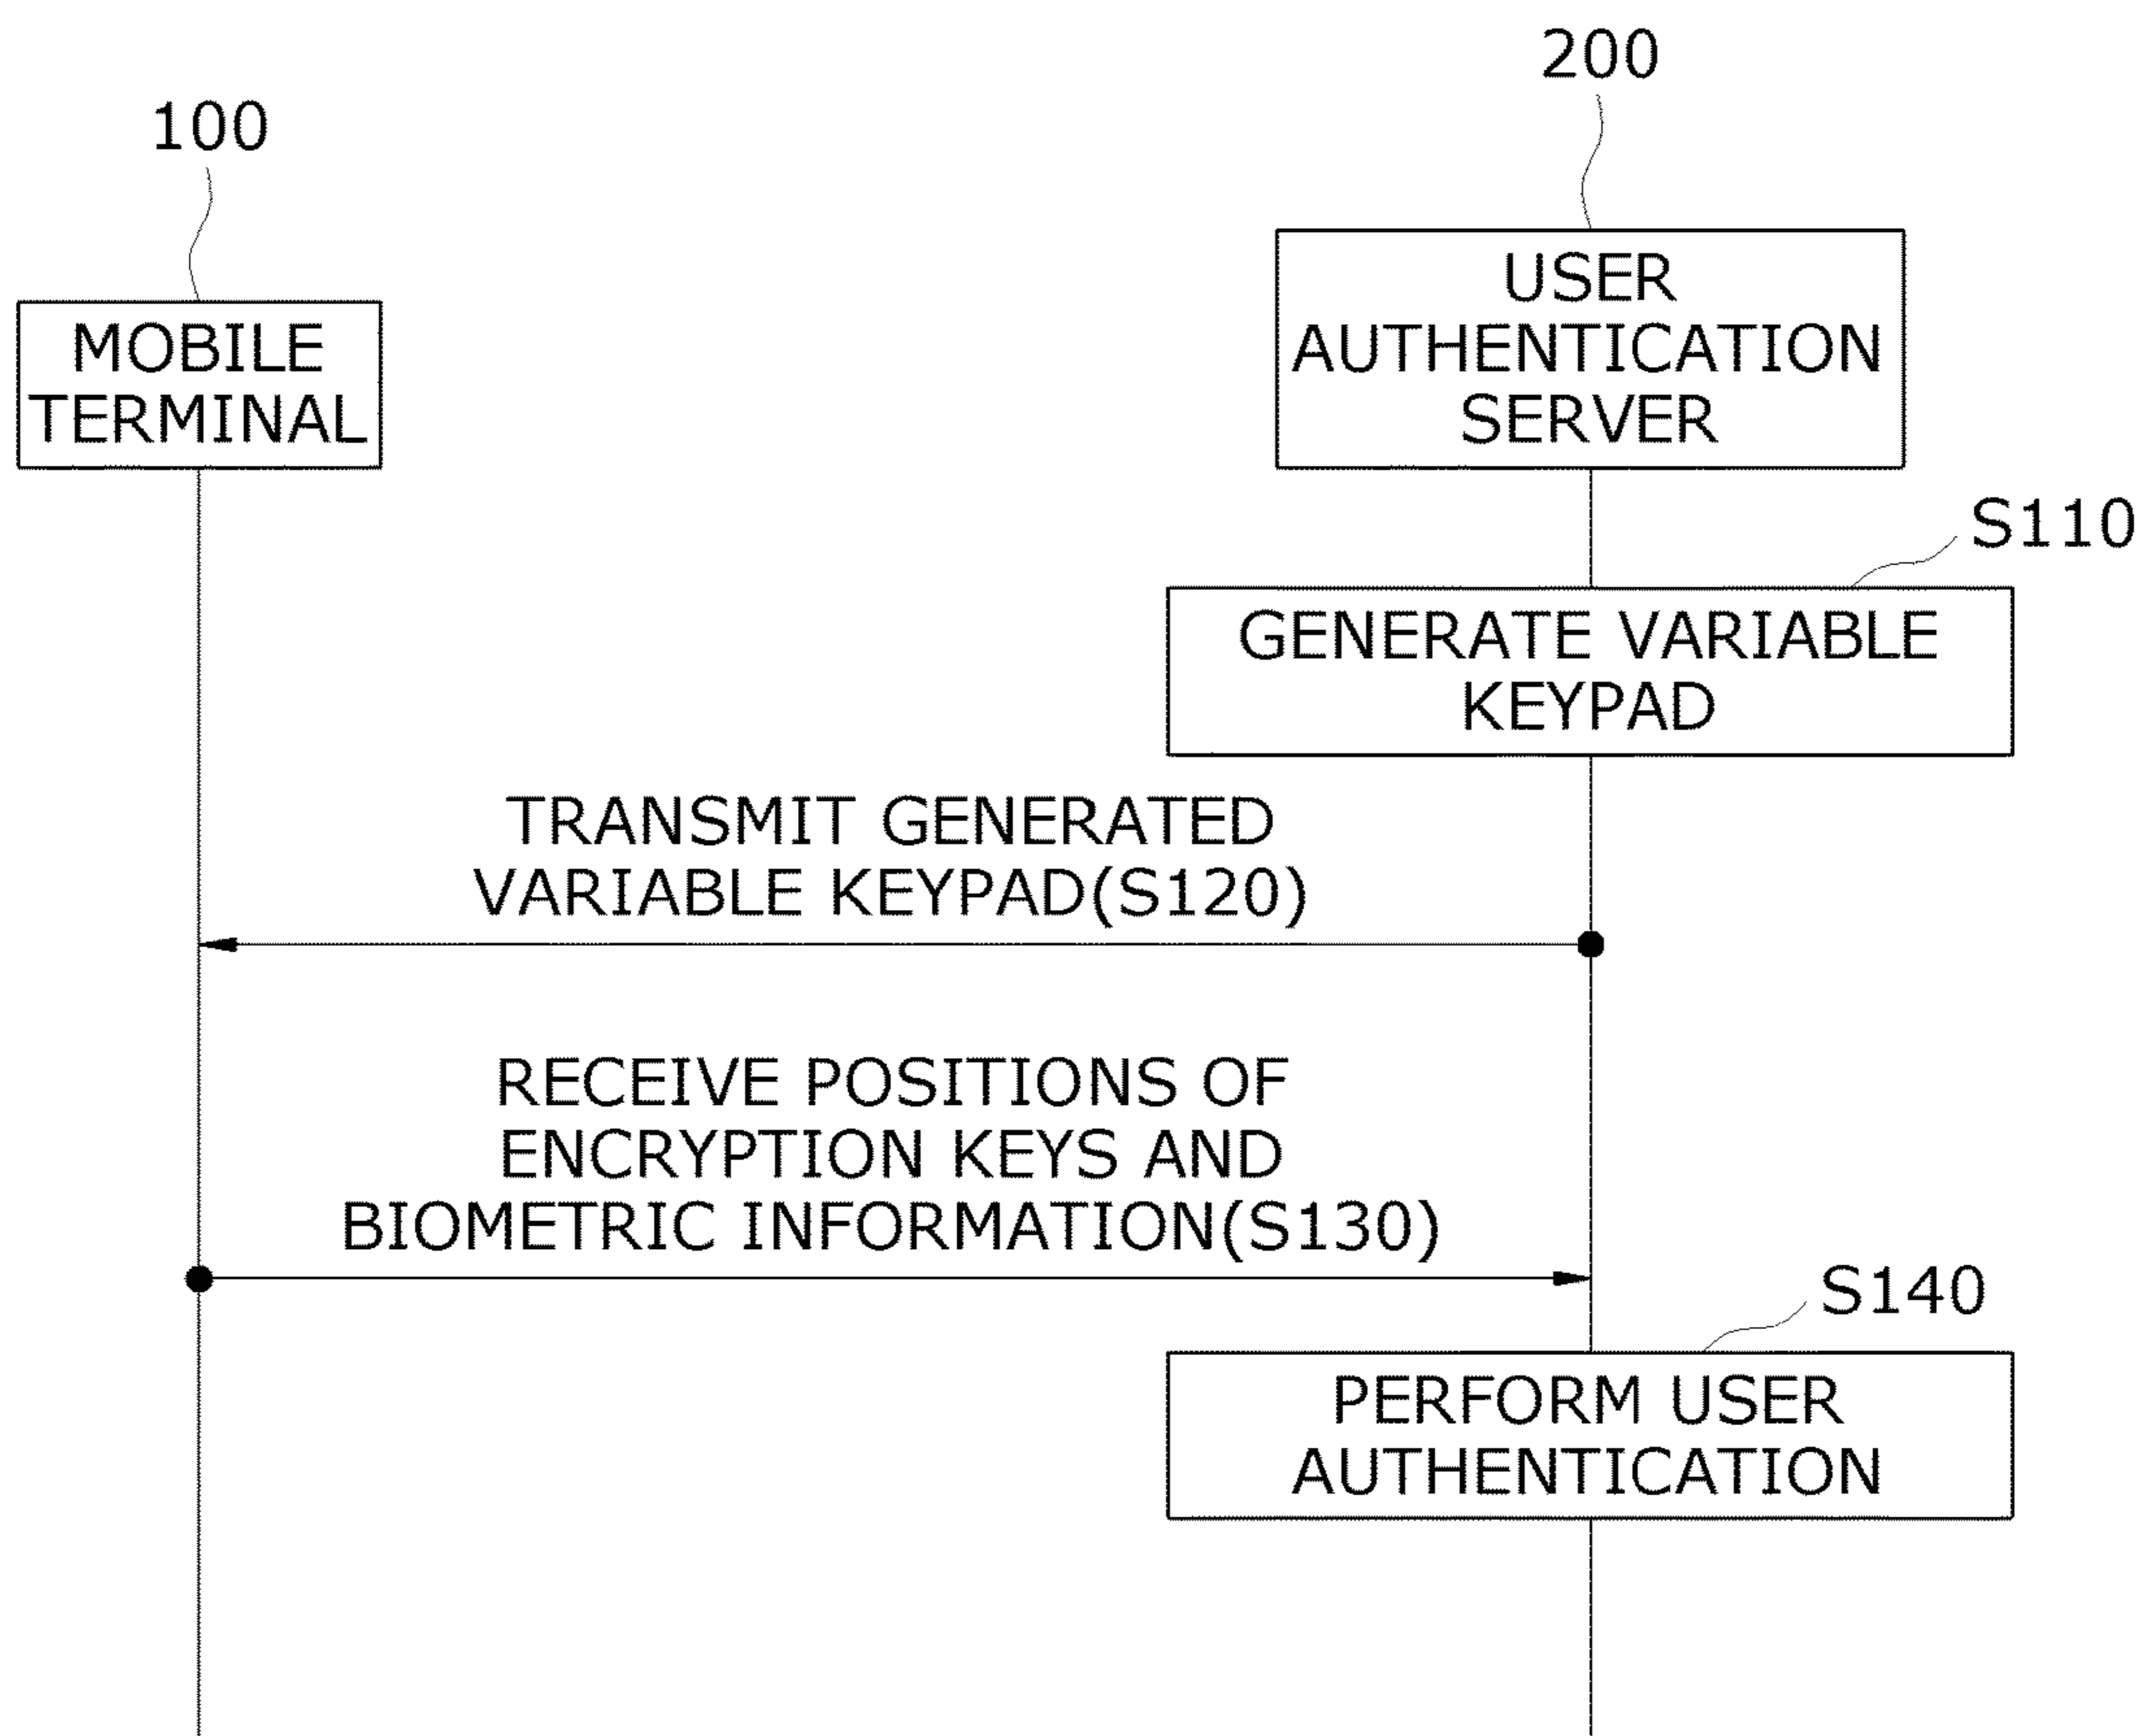 200
100
USER
AUTHENTICATION
SERVER
MOBILE
TERMINAL
S110
GENERATE VARIABLE
KEYPAD
TRANSMIT GENERATED
VARIABLE KEYPAD(S120)
RECEIVE POSITIONS OF
ENCRYPTION KEYS AND
BIOMETRIC INFORMATION(S130)
S140
PERFORM USER
AUTHENTICATION